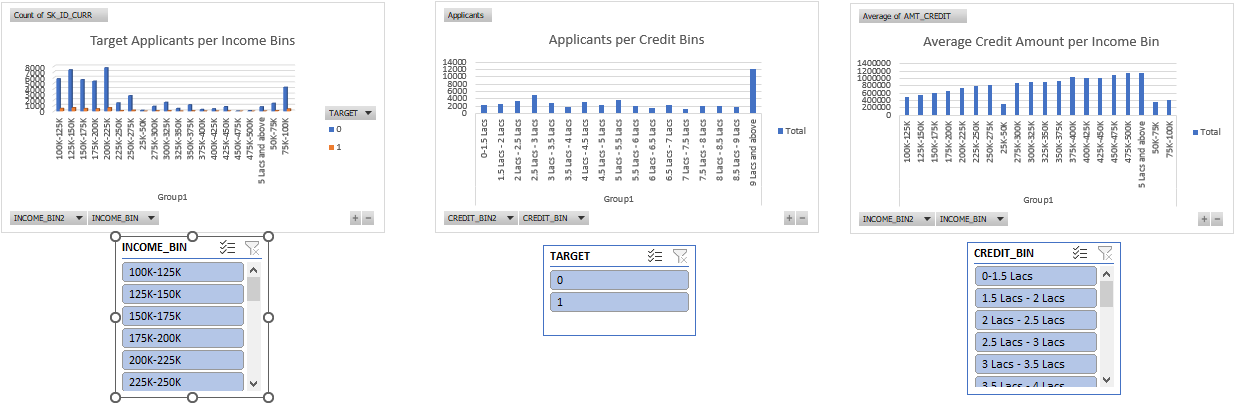 Count of SK_ID_CURR
Target Applicants per Income Bins
8000
7000
6000
5000
4000
3000
2000
1000
0
100K-125K
125K-150K
150K-175K
175K-200K
200K-225K
225K-250K
250K-275K
25K-50K
275K-300K
300K-325K
325K-350K
350K-375K
375K-400K
400K-425K
425K-450K
450K-475K
475K-500K
5 Lacs and above
50K-75K
75K-100K
Group1
TARGET
0
1
INCOME_BIN2
INCOME_BIN
Applicants
Applicants per Credit Bins
14000
12000
10000
8000
6000
4000
2000
0
0-1.5 Lacs
1.5 Lacs - 2 Lacs
2 Lacs - 2.5 Lacs
2.5 Lacs - 3 Lacs
3 Lacs - 3.5 Lacs
3.5 Lacs - 4 Lacs
4 Lacs - 4.5 Lacs
4.5 Lacs - 5 Lacs
5 Lacs - 5.5 Lacs
5.5 Lacs - 6 Lacs
6 Lacs - 6.5 Lacs
6.5 Lacs - 7 Lacs
7 Lacs - 7.5 Lacs
7.5 Lacs - 8 Lacs
8 Lacs - 8.5 Lacs
8.5 Lacs - 9 Lacs
9 Lacs and above
Group1
Total
CREDIT_BIN2
CREDIT_BIN
Average of AMT_CREDIT
Average Credit Amount per Income Bin
1400000
1200000
1000000
800000
600000
400000
200000
0
100K-125K
125K-150K
150K-175K
175K-200K
200K-225K
225K-250K
250K-275K
25K-50K
275K-300K
300K-325K
325K-350K
350K-375K
375K-400K
400K-425K
425K-450K
450K-475K
475K-500K
5 Lacs and above
50K-75K
75K-100K
Group1
Total
INCOME_BIN2
INCOME_BIN
INCOME_BIN
100K-125K
125K-150K
150K-175K
175K-200K
200K-225K
225K-250K
TARGET
0
1
CREDIT_BIN
0-1.5 Lacs
1.5 Lacs - 2 Lacs
2 Lacs - 2.5 Lacs
2.5 Lacs - 3 Lacs
3 Lacs - 3.5 Lacs
3.5 Lacs - 4 Lacs